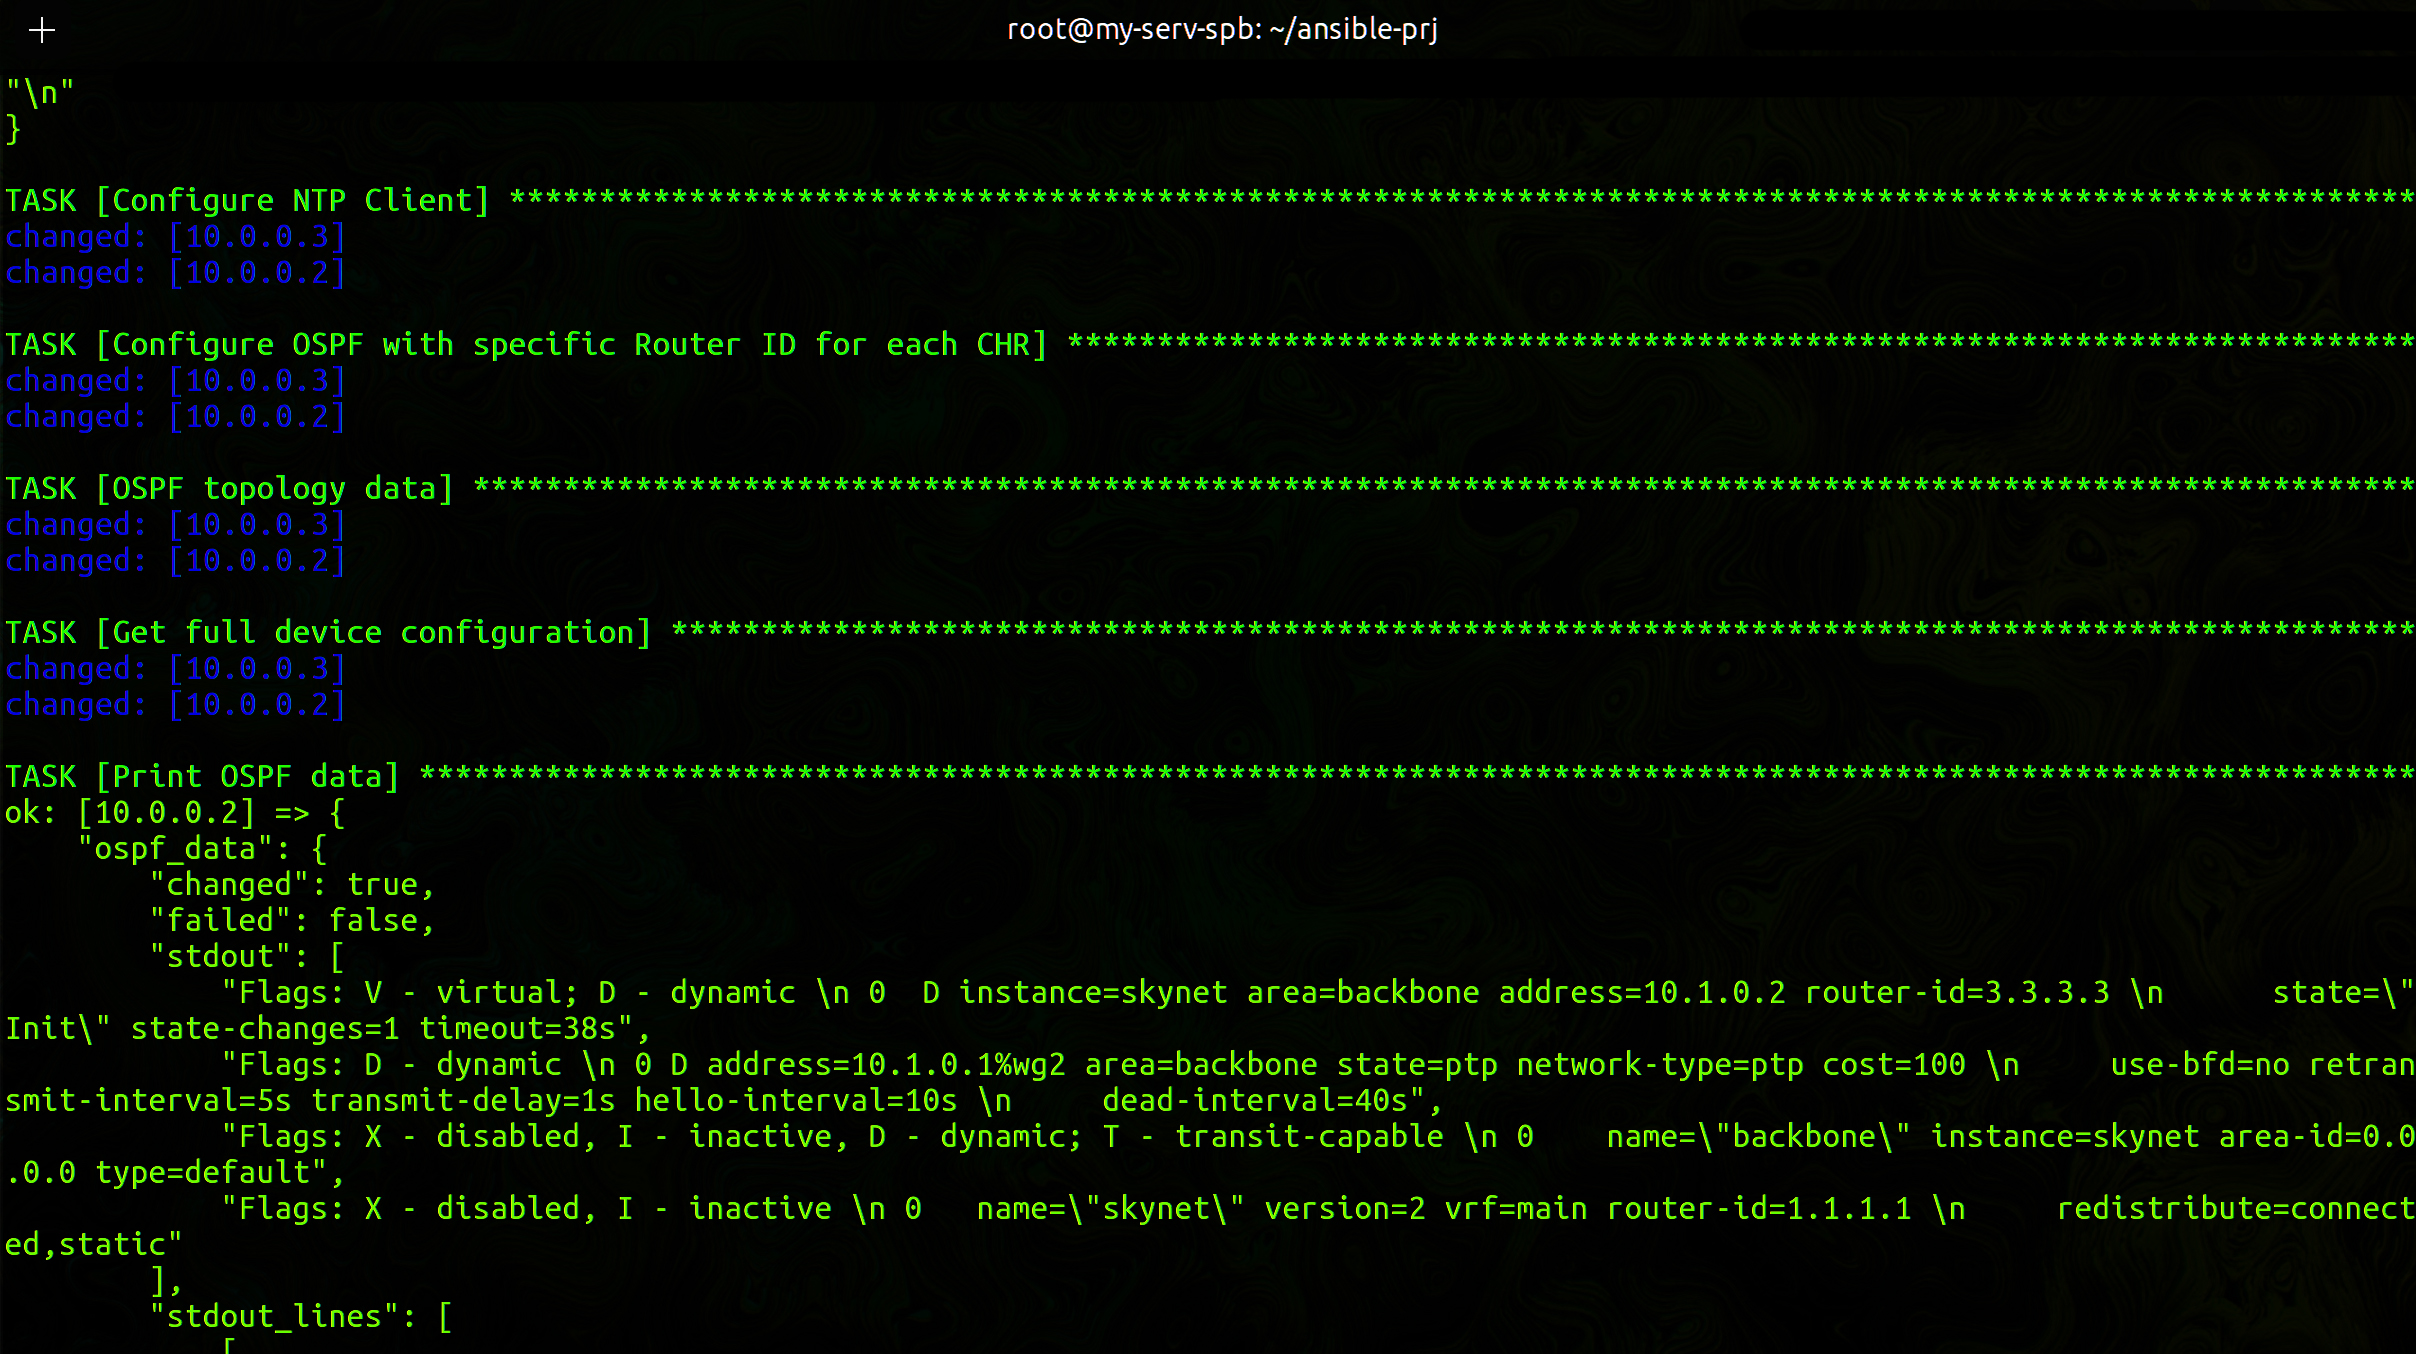 root@my-serv-spb: ~/ansible-prj
"\n"
}
TASK [Configure NTP Client] **********************************************************************************************************
changed: [10.0.0.3]
changed: [10.0.0.2]
TASK [Configure OSPF with specific Router ID for each CHR] ***************************************************************************
changed: [10.0.0.3]
changed: [10.0.0.2]
TASK [OSPF topology data] ************************************************************************************************************
changed: [10.0.0.3]
changed: [10.0.0.2]
TASK [Get full device configuration] *************************************************************************************************
changed: [10.0.0.3]
changed: [10.0.0.2]
TASK [Print OSPF data] ***************************************************************************************************************
ok: [10.0.0.2] => {
    "ospf_data": {
        "changed": true,
        "failed": false,
        "stdout": [
            "Flags: V - virtual; D - dynamic \n 0  D instance=skynet area=backbone address=10.1.0.2 router-id=3.3.3.3 \n      state=\"
Init\" state-changes=1 timeout=38s",
            "Flags: D - dynamic \n 0 D address=10.1.0.1%wg2 area=backbone state=ptp network-type=ptp cost=100 \n     use-bfd=no retran
smit-interval=5s transmit-delay=1s hello-interval=10s \n     dead-interval=40s",
            "Flags: X - disabled, I - inactive, D - dynamic; T - transit-capable \n 0    name=\"backbone\" instance=skynet area-id=0.0
.0.0 type=default",
            "Flags: X - disabled, I - inactive \n 0   name=\"skynet\" version=2 vrf=main router-id=1.1.1.1 \n     redistribute=connect
ed,static"
        ],
        "stdout_lines": [
            [